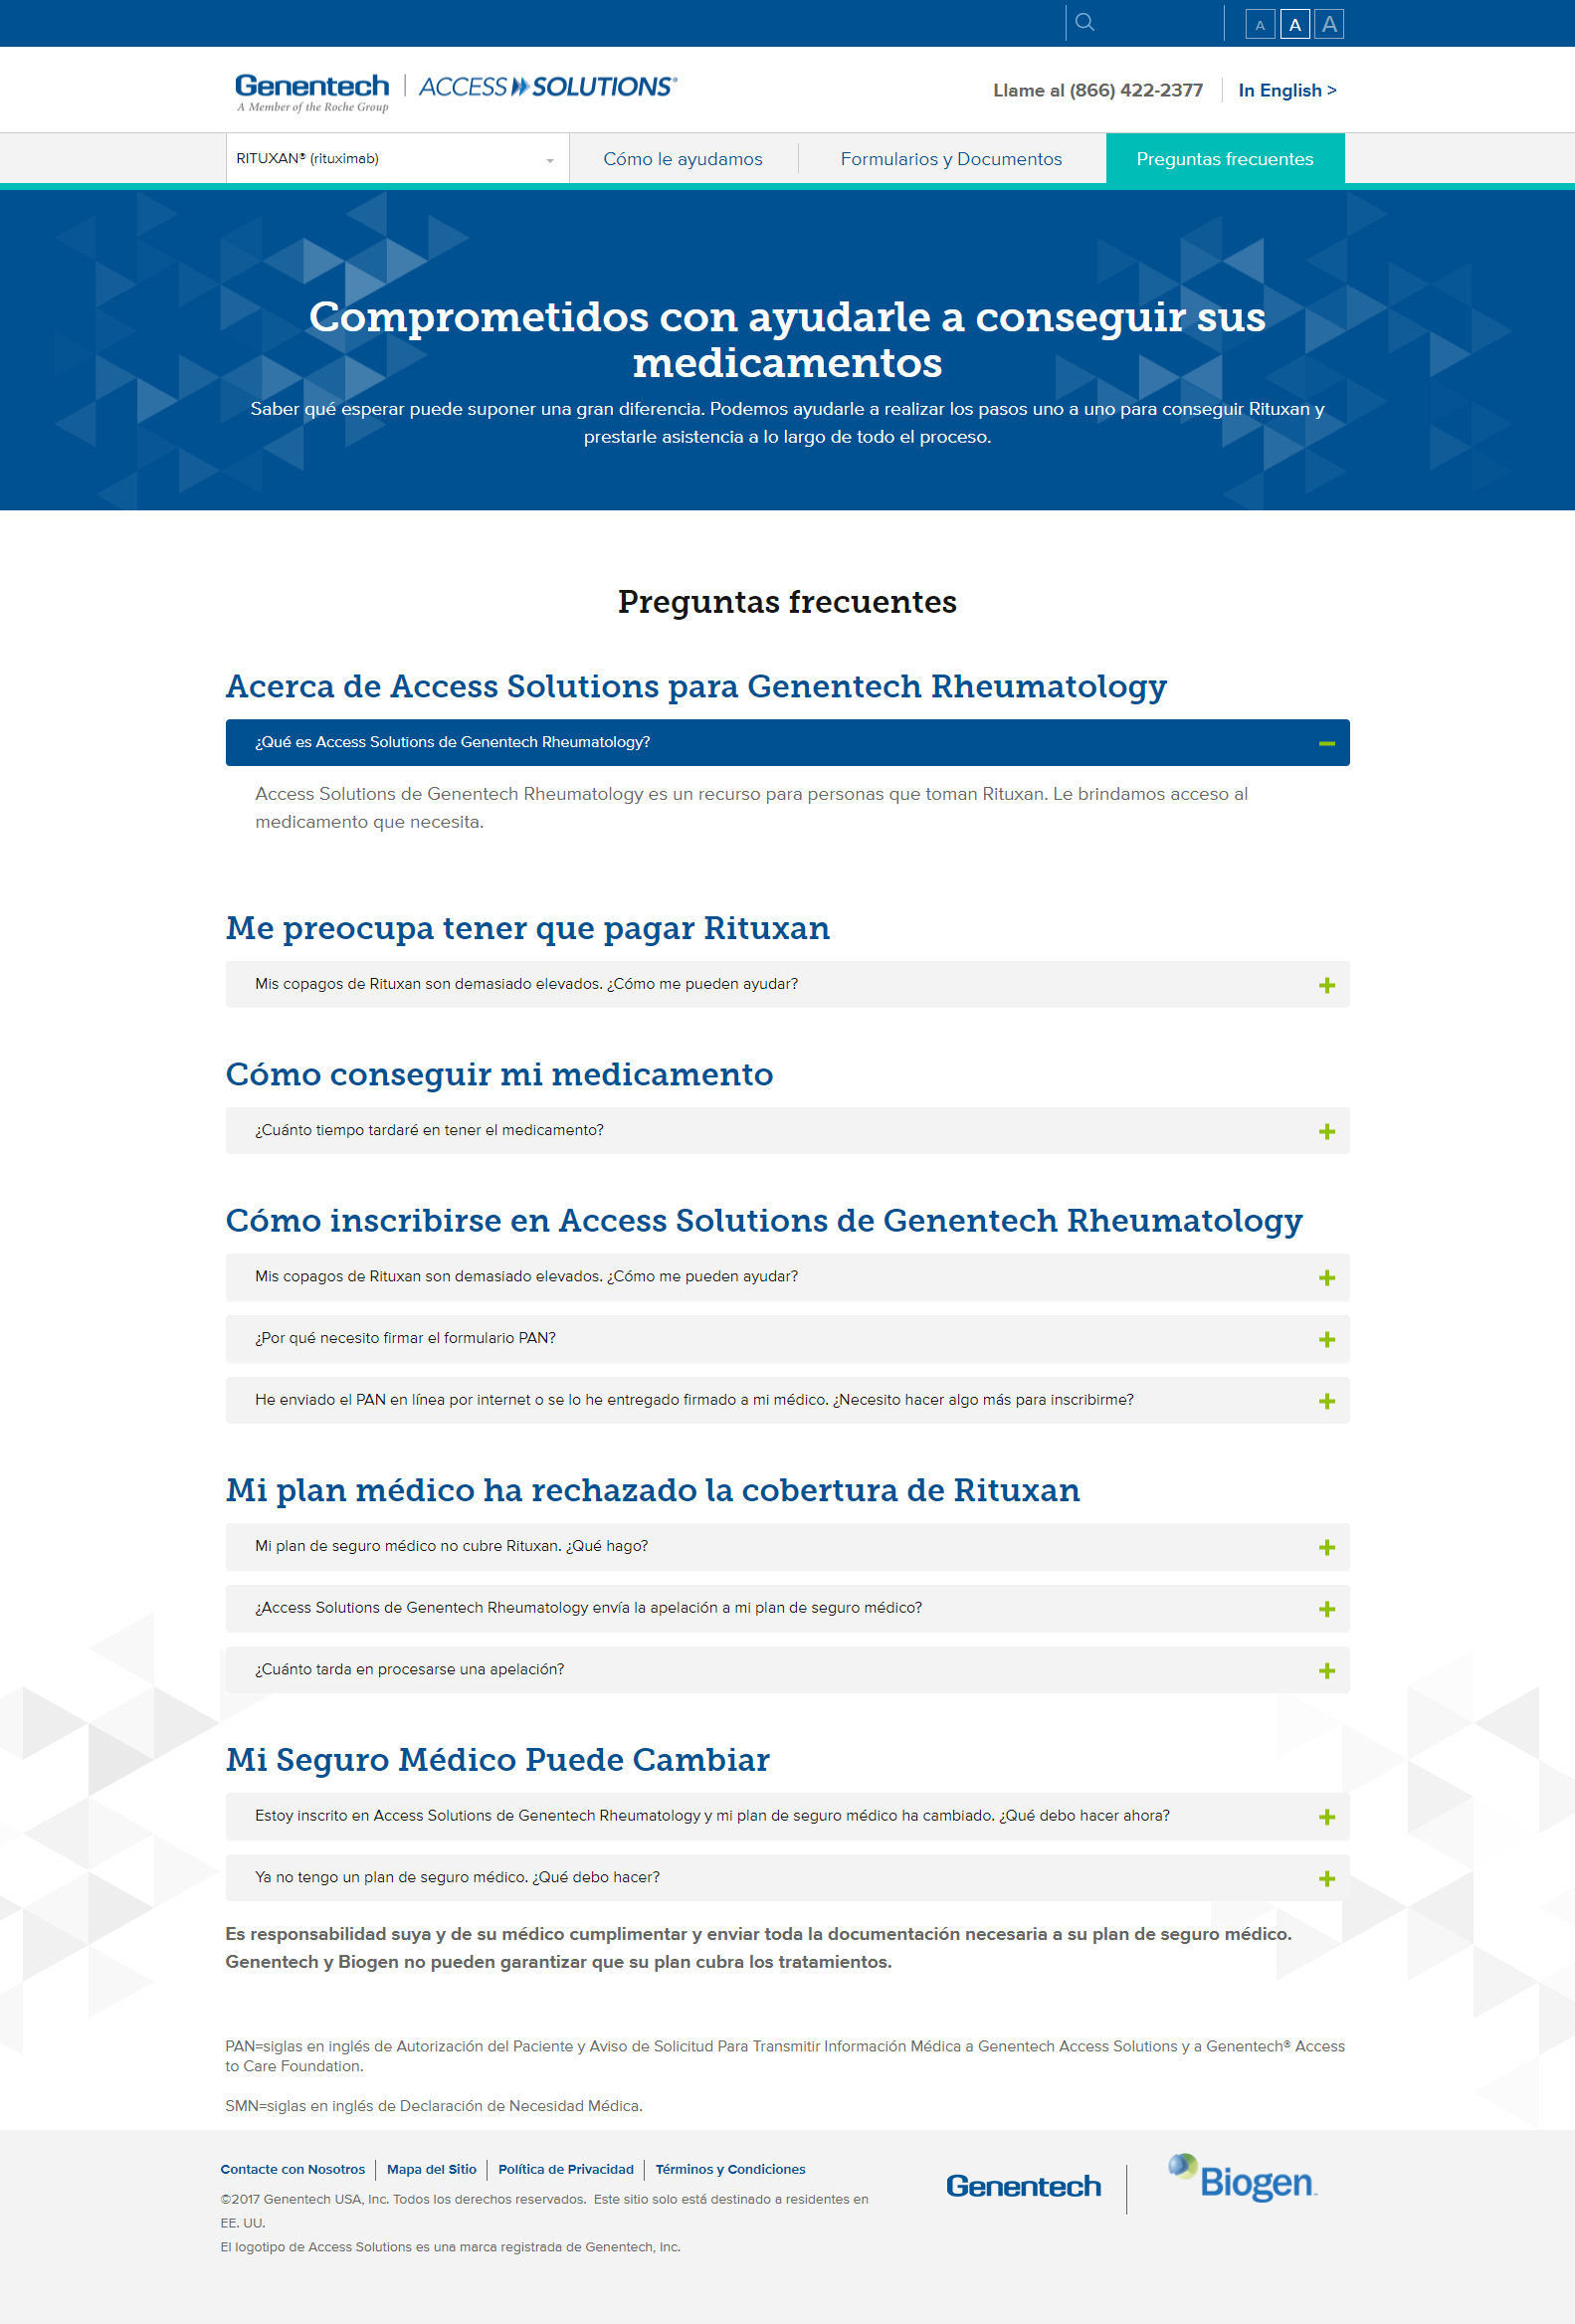 A A A
Genentech
A Member of the Roche Group
ACCESS SOLUTIONS®
Llame al (866) 422-2377
In English >
RITUXAN® (rituximab)
Cómo le ayudamos
Formularios y Documentos
Preguntas frecuentes
Comprometidos con ayudarle a conseguir sus
medicamentos
Saber qué esperar puede suponer una gran diferencia. Podemos ayudarle a realizar los pasos uno a uno para conseguir Rituxan y
prestarle asistencia a lo largo de todo el proceso.
Preguntas frecuentes
Acerca de Access Solutions para Genentech Rheumatology
¿Qué es Access Solutions de Genentech Rheumatology?
Access Solutions de Genentech Rheumatology es un recurso para personas que toman Rituxan. Le brindamos acceso al
medicamento que necesita.
Me preocupa tener que pagar Rituxan
Mis copagos de Rituxan son demasiado elevados. ¿Cómo me pueden ayudar?
Cómo conseguir mi medicamento
¿Cuánto tiempo tardaré en tener el medicamento?
Cómo inscribirse en Access Solutions de Genentech Rheumatology
Mis copagos de Rituxan son demasiado elevados. ¿Cómo me pueden ayudar?
¿Por qué necesito firmar el formulario PAN?
He enviado el PAN en línea por internet o se lo he entregado firmado a mi médico. ¿Necesito hacer algo más para inscribirme?
Mi plan médico ha rechazado la cobertura de Rituxan
Mi plan de seguro médico no cubre Rituxan. ¿Qué hago?
¿Access Solutions de Genentech Rheumatology envía la apelación a mi plan de seguro médico?
¿Cuánto tarda en procesarse una apelación?
Mi Seguro Médico Puede Cambiar
Estoy inscrito en Access Solutions de Genentech Rheumatology y mi plan de seguro médico ha cambiado. ¿Qué debo hacer ahora?
Ya no tengo un plan de seguro médico. ¿Qué debo hacer?
Es responsabilidad suya y de su médico cumplimentar y enviar toda la documentación necesaria a su plan de seguro médico.
Genentech y Biogen no pueden garantizar que su plan cubra los tratamientos.
PAN=siglas en inglés de Autorización del Paciente y Aviso de Solicitud Para Transmitir Información Médica a Genentech Access Solutions y a Genentech® Access
to Care Foundation.
SMN=siglas en inglés de Declaración de Necesidad Médica.
Contacte con Nosotros
Mapa del Sitio
Política de Privacidad
Términos y Condiciones
©2017 Genentech USA, Inc. Todos los derechos reservados. Este sitio solo está destinado a residentes en
EE. UU.
El logotipo de Access Solutions es una marca registrada de Genentech, Inc.
Genentech
Biogen